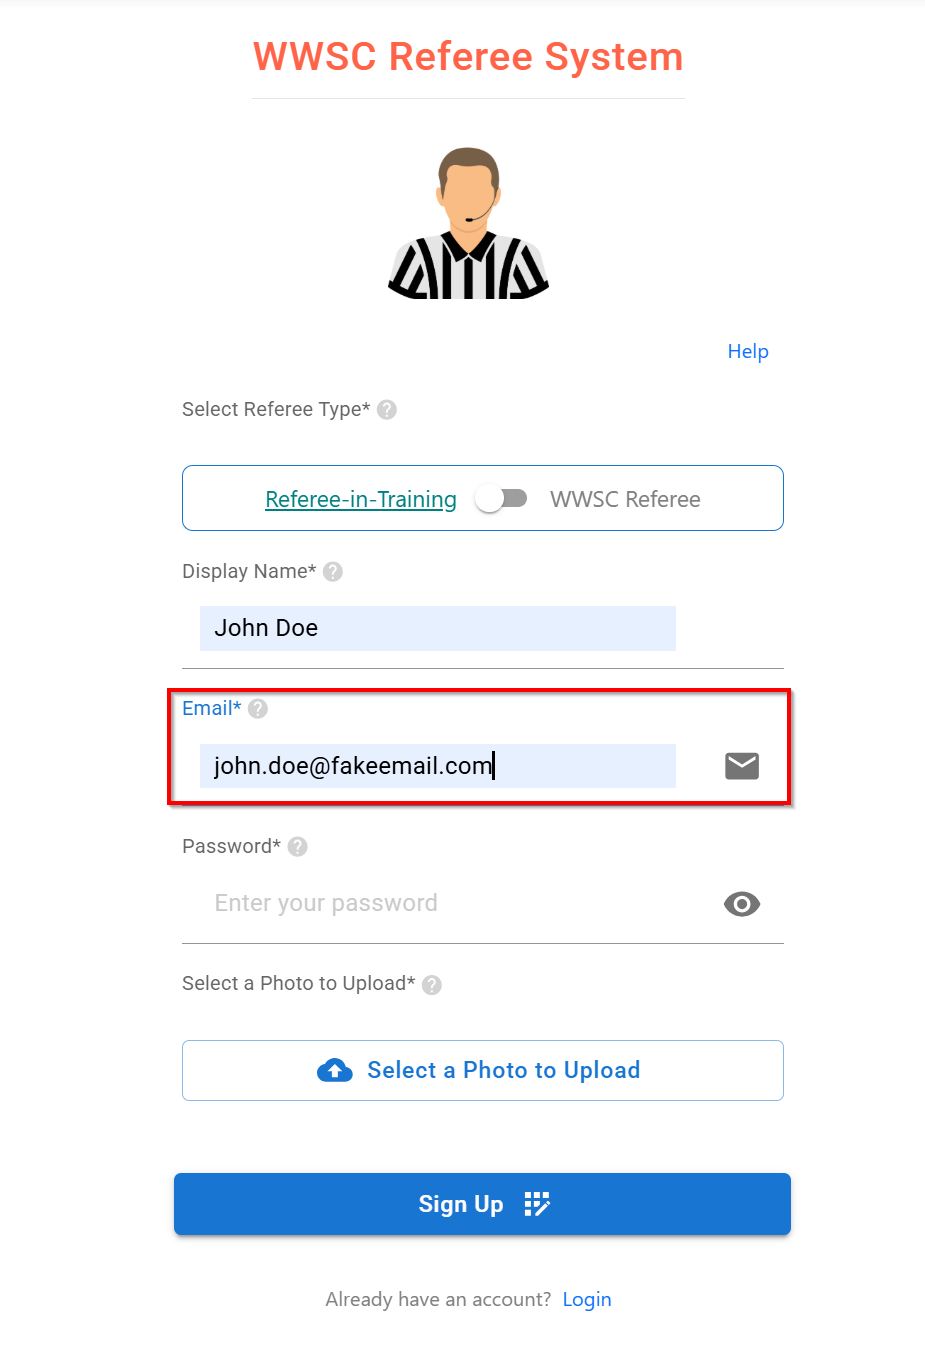 WWSC Referee System
Help
Select Referee Type* ?
Referee-in-Training WWSC Referee
Display Name* ?
John Doe
Email* ?
john.doe@fakeemail.com
Password* ?
Enter your password
Select a Photo to Upload* ?
Select a Photo to Upload
Sign Up
Already have an account? Login